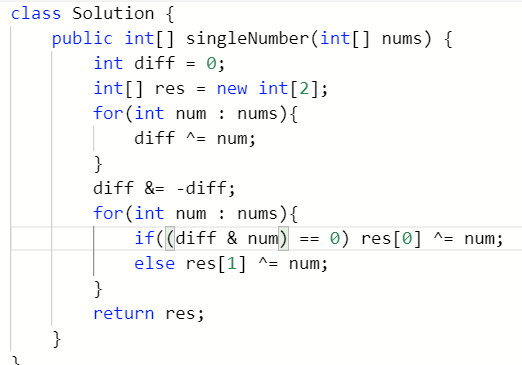 class Solution {
    public int[] singleNumber(int[] nums) {
        int diff = 0;
        int[] res = new int[2];
        for(int num : nums){
            diff ^= num;
        }
        diff &= -diff;
        for(int num : nums){
            if((diff & num) == 0) res[0] ^= num;
            else res[1] ^= num;
        }
        return res;
    }
}